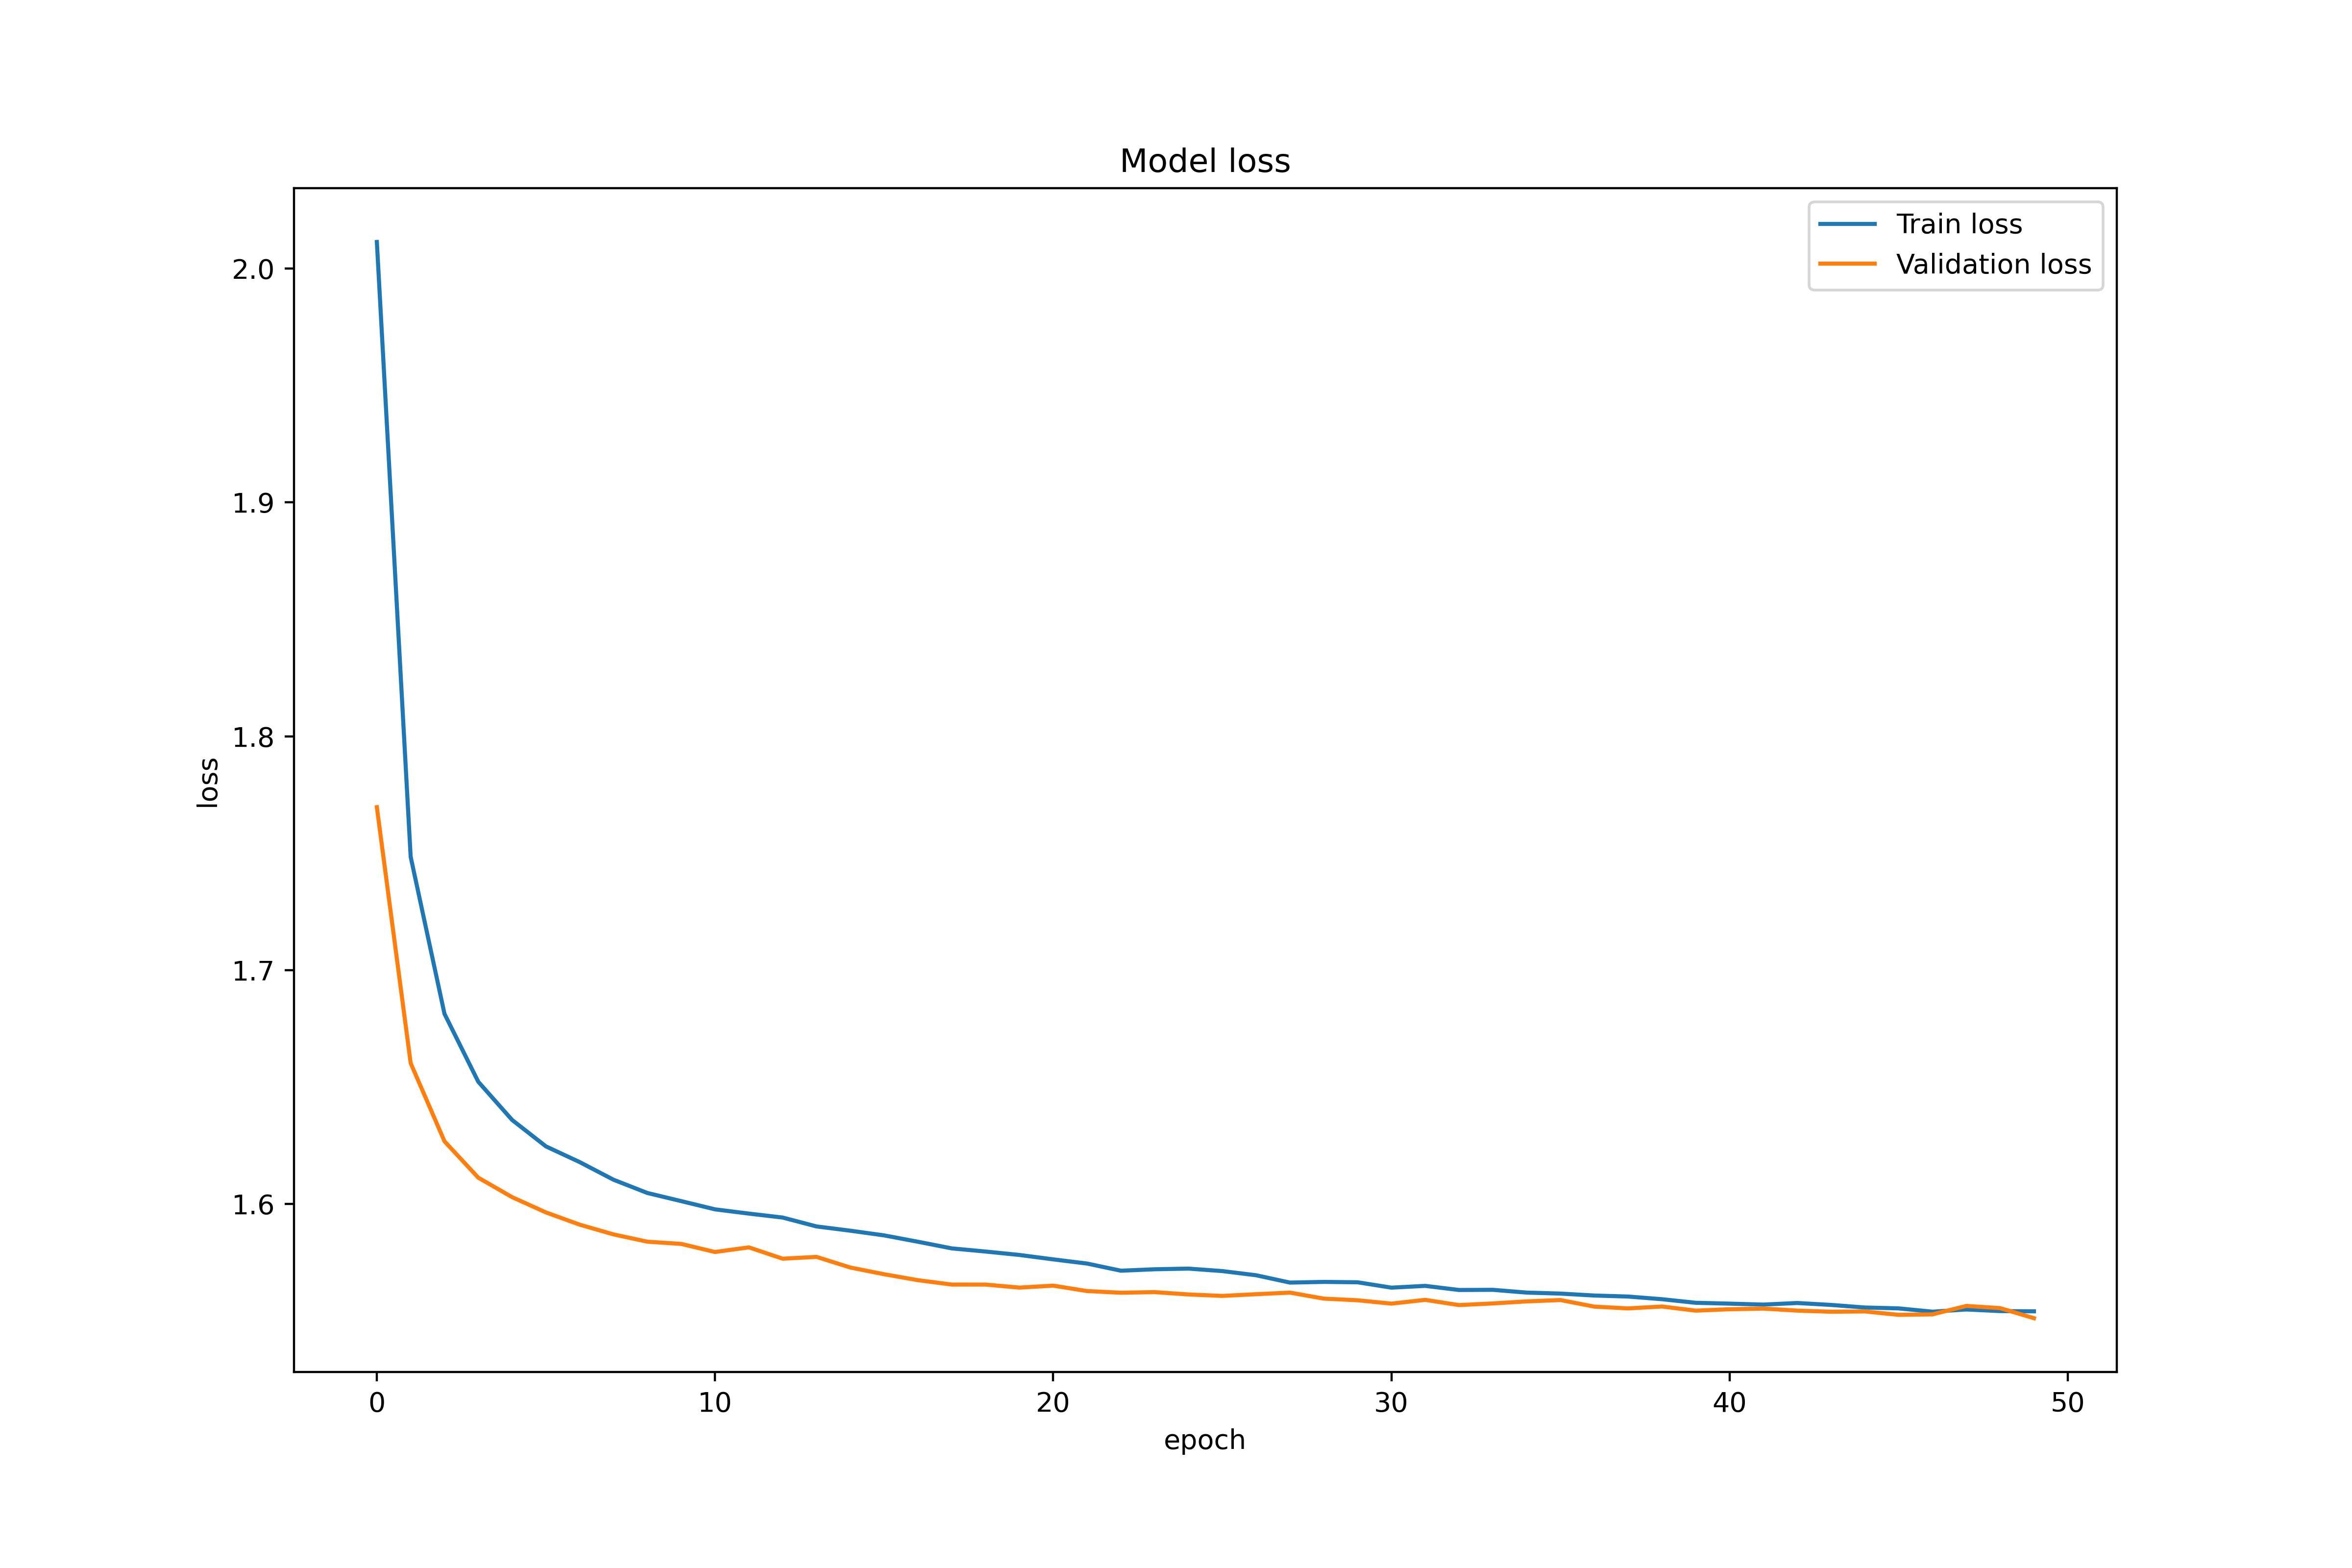 Model loss
Train loss
Validation loss
2.0
1.9
1.8
1.7
1.6
loss
0 10 20 30 40 50
epoch